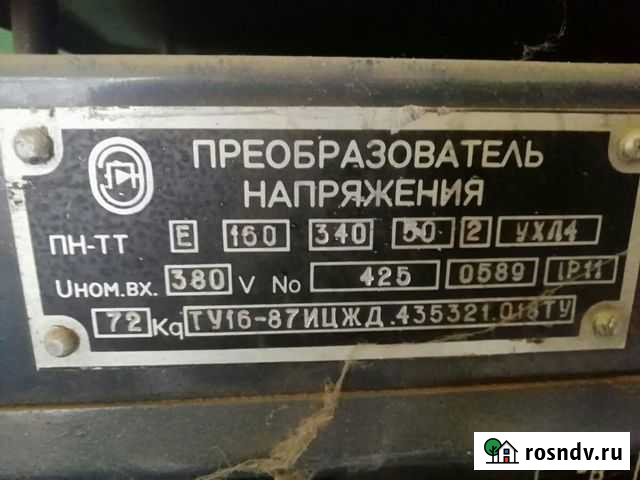 ПРЕОБРАЗОВАТЕЛЬ
НАПРЯЖЕНИЯ
ПН-ТТ Е 160 340 50 2 УХЛ4
Uном.вх. 380 V No 425 0589 IP11
72 Kg ТУ16-87ИЦЖД.435321.018ТУ
rosndv.ru